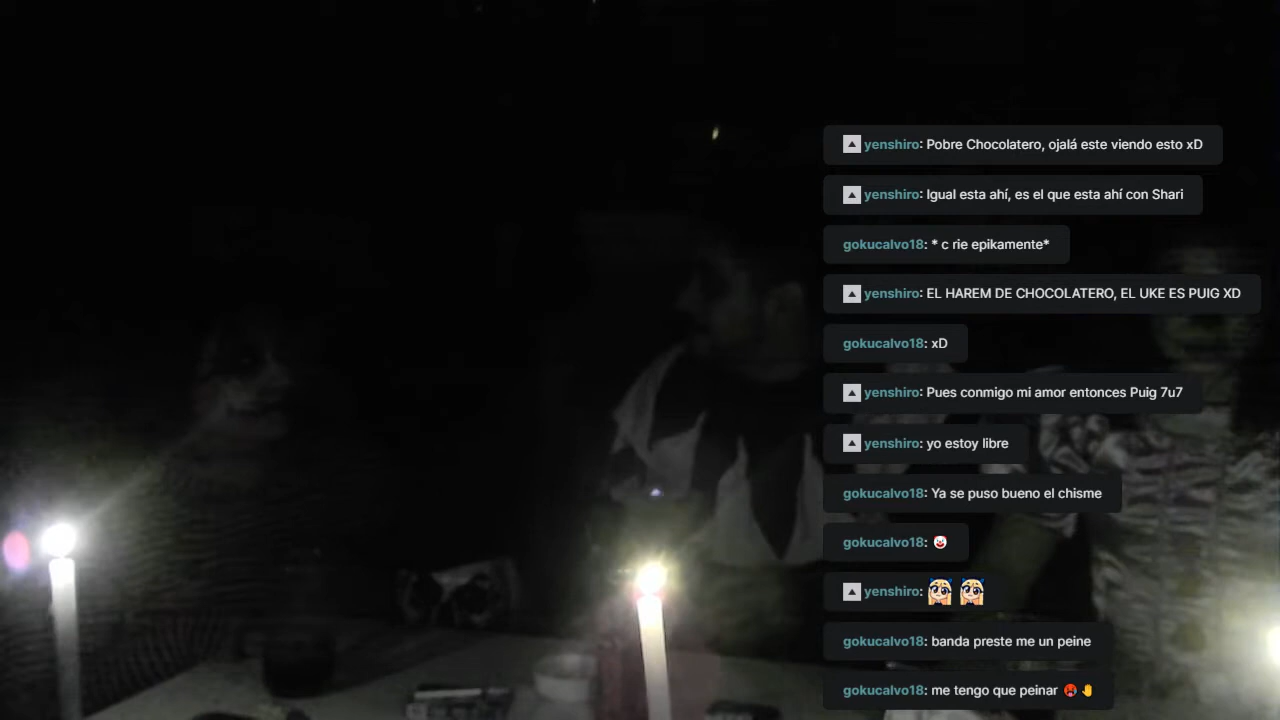 yenshiro: Pobre Chocolatero, ojalá este viendo esto xD
yenshiro: Igual esta ahí, es el que esta ahí con Shari
gokucalvo18: * c rie epikamente*
yenshiro: EL HAREM DE CHOCOLATERO, EL UKE ES PUIG XD
gokucalvo18: xD
yenshiro: Pues conmigo mi amor entonces Puig 7u7
yenshiro: yo estoy libre
gokucalvo18: Ya se puso bueno el chisme
gokucalvo18: 🤡
yenshiro:
gokucalvo18: banda preste me un peine
gokucalvo18: me tengo que peinar 👹🤚